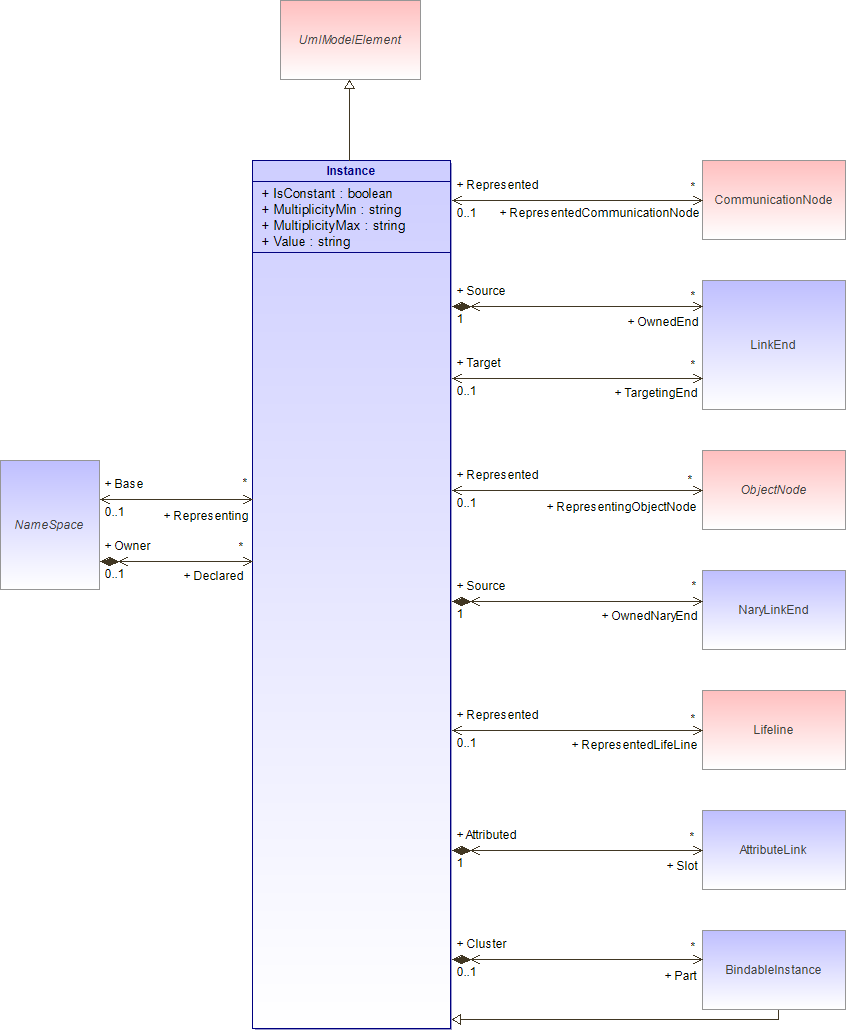 UmlModelElement
Instance
+ IsConstant : boolean
+ MultiplicityMin : string
+ MultiplicityMax : string
+ Value : string
+ Represented
*
0..1
+ RepresentedCommunicationNode
CommunicationNode
+ Source
*
1
+ OwnedEnd
LinkEnd
+ Target
*
0..1
+ TargetingEnd
NameSpace
+ Base
*
0..1
+ Representing
+ Owner
*
0..1
+ Declared
+ Represented
*
0..1
+ RepresentingObjectNode
ObjectNode
+ Source
*
1
+ OwnedNaryEnd
NaryLinkEnd
+ Represented
*
0..1
+ RepresentedLifeLine
Lifeline
+ Attributed
*
1
+ Slot
AttributeLink
+ Cluster
*
0..1
+ Part
BindableInstance